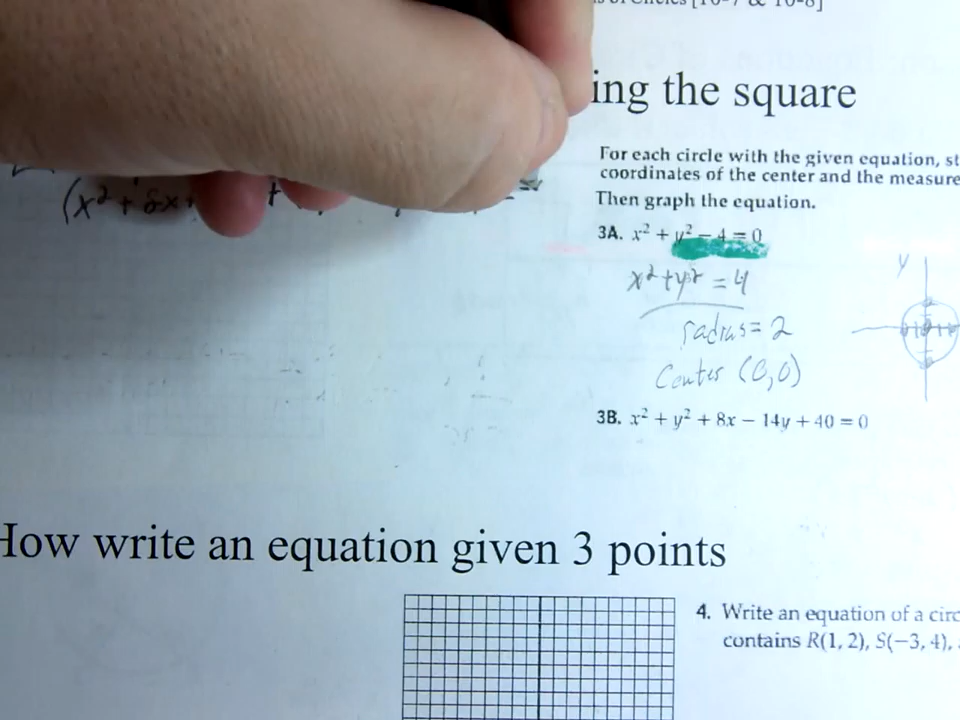 ing the square
For each circle with the given equation, st
coordinates of the center and the measure
Then graph the equation.
3A. x² + y² − 4 = 0
x² + y² = 4
y
radius = 2
Center (0,0)
3B. x² + y² + 8x − 14y + 40 = 0
(x² + 8x +
How write an equation given 3 points
4. Write an equation of a circ
contains R(1, 2), S(−3, 4),